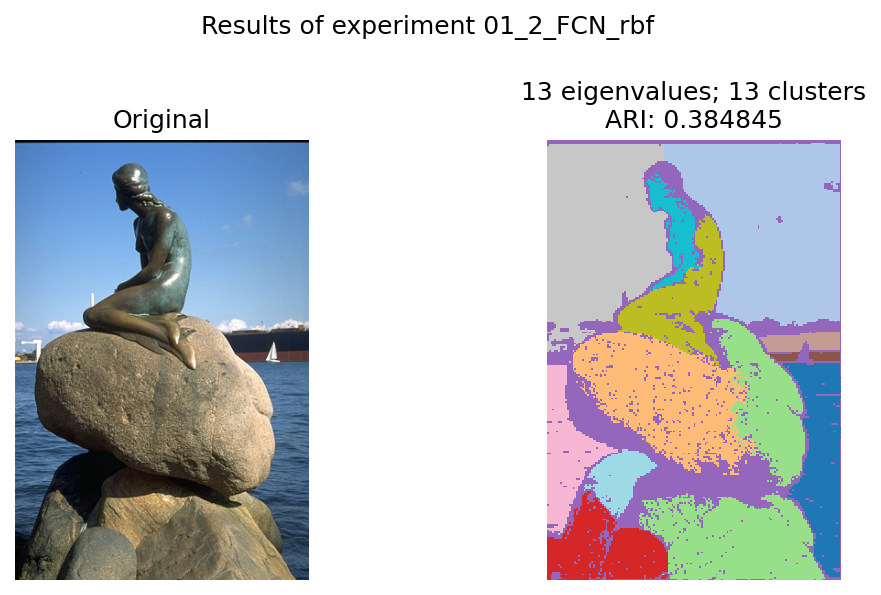 Results of experiment 01_2_FCN_rbf
Original
13 eigenvalues; 13 clusters
ARI: 0.384845